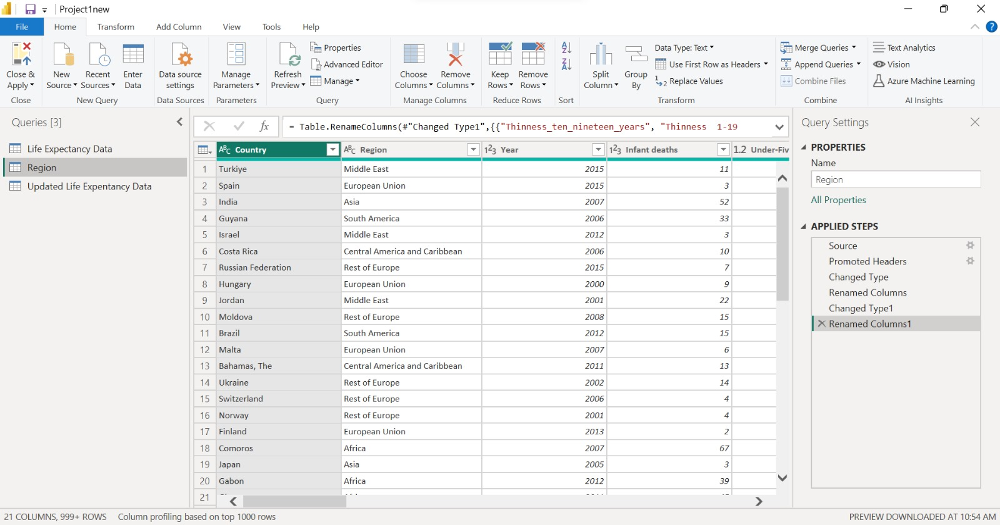 Project1new
File Home Transform Add Column View Tools Help
Close & Apply
Close
New Source
Recent Sources
Enter Data
New Query
Data source settings
Data Sources
Manage Parameters
Parameters
Refresh Preview
Properties
Advanced Editor
Manage
Query
Choose Columns
Remove Columns
Manage Columns
Keep Rows
Remove Rows
Reduce Rows
Sort
Split Column
Group By
Data Type: Text
Use First Row as Headers
Replace Values
Transform
Merge Queries
Append Queries
Combine Files
Combine
Text Analytics
Vision
Azure Machine Learning
AI Insights
Queries [3]
Life Expectancy Data
Region
Updated Life Expentancy Data
fx = Table.RenameColumns(#"Changed Type1",{{"Thinness_ten_nineteen_years", "Thinness 1-19
ABC Country ABC Region 123 Year 123 Infant deaths 1.2 Under-Fiv
1 Turkiye Middle East 2015 11
2 Spain European Union 2015 3
3 India Asia 2007 52
4 Guyana South America 2006 33
5 Israel Middle East 2012 3
6 Costa Rica Central America and Caribbean 2006 10
7 Russian Federation Rest of Europe 2015 7
8 Hungary European Union 2000 9
9 Jordan Middle East 2001 22
10 Moldova Rest of Europe 2008 15
11 Brazil South America 2012 15
12 Malta European Union 2007 6
13 Bahamas, The Central America and Caribbean 2011 13
14 Ukraine Rest of Europe 2002 14
15 Switzerland Rest of Europe 2006 4
16 Norway Rest of Europe 2001 4
17 Finland European Union 2013 2
18 Comoros Africa 2007 67
19 Japan Asia 2005 3
20 Gabon Africa 2012 39
21
Query Settings
PROPERTIES
Name
Region
All Properties
APPLIED STEPS
Source
Promoted Headers
Changed Type
Renamed Columns
Changed Type1
Renamed Columns1
21 COLUMNS, 999+ ROWS Column profiling based on top 1000 rows PREVIEW DOWNLOADED AT 10:54 AM